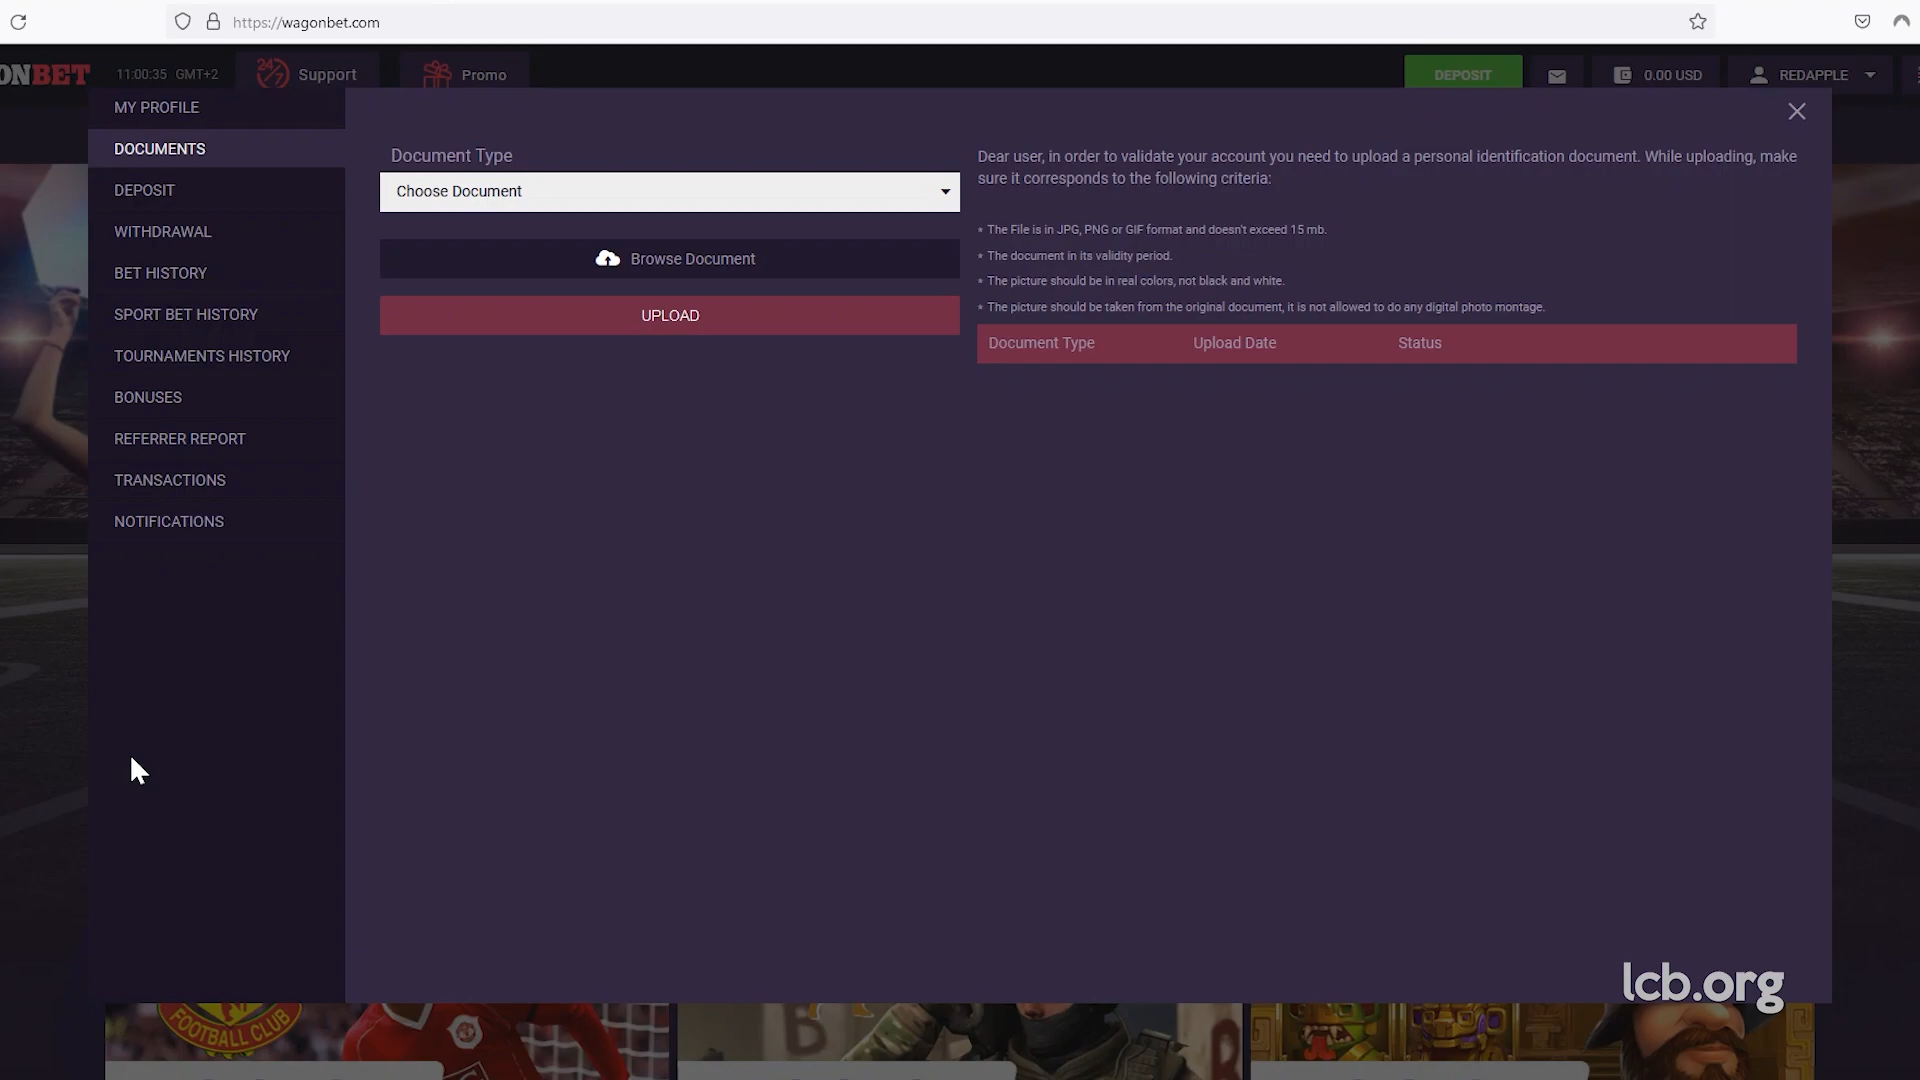 https://wagonbet.com
ONBET
11:00:35 GMT+2
24/7
Support
Promo
DEPOSIT
0.00 USD
REDAPPLE
MY PROFILE
DOCUMENTS
DEPOSIT
WITHDRAWAL
BET HISTORY
SPORT BET HISTORY
TOURNAMENTS HISTORY
BONUSES
REFERRER REPORT
TRANSACTIONS
NOTIFICATIONS
Document Type
Choose Document
Browse Document
UPLOAD
Dear user, in order to validate your account you need to upload a personal identification document. While uploading, make
sure it corresponds to the following criteria:
* The File is in JPG, PNG or GIF format and doesn't exceed 15 mb.
* The document in its validity period.
* The picture should be in real colors, not black and white.
* The picture should be taken from the original document, it is not allowed to do any digital photo montage.
Document Type Upload Date Status
lcb.org
FOOTBALL CLUB
B